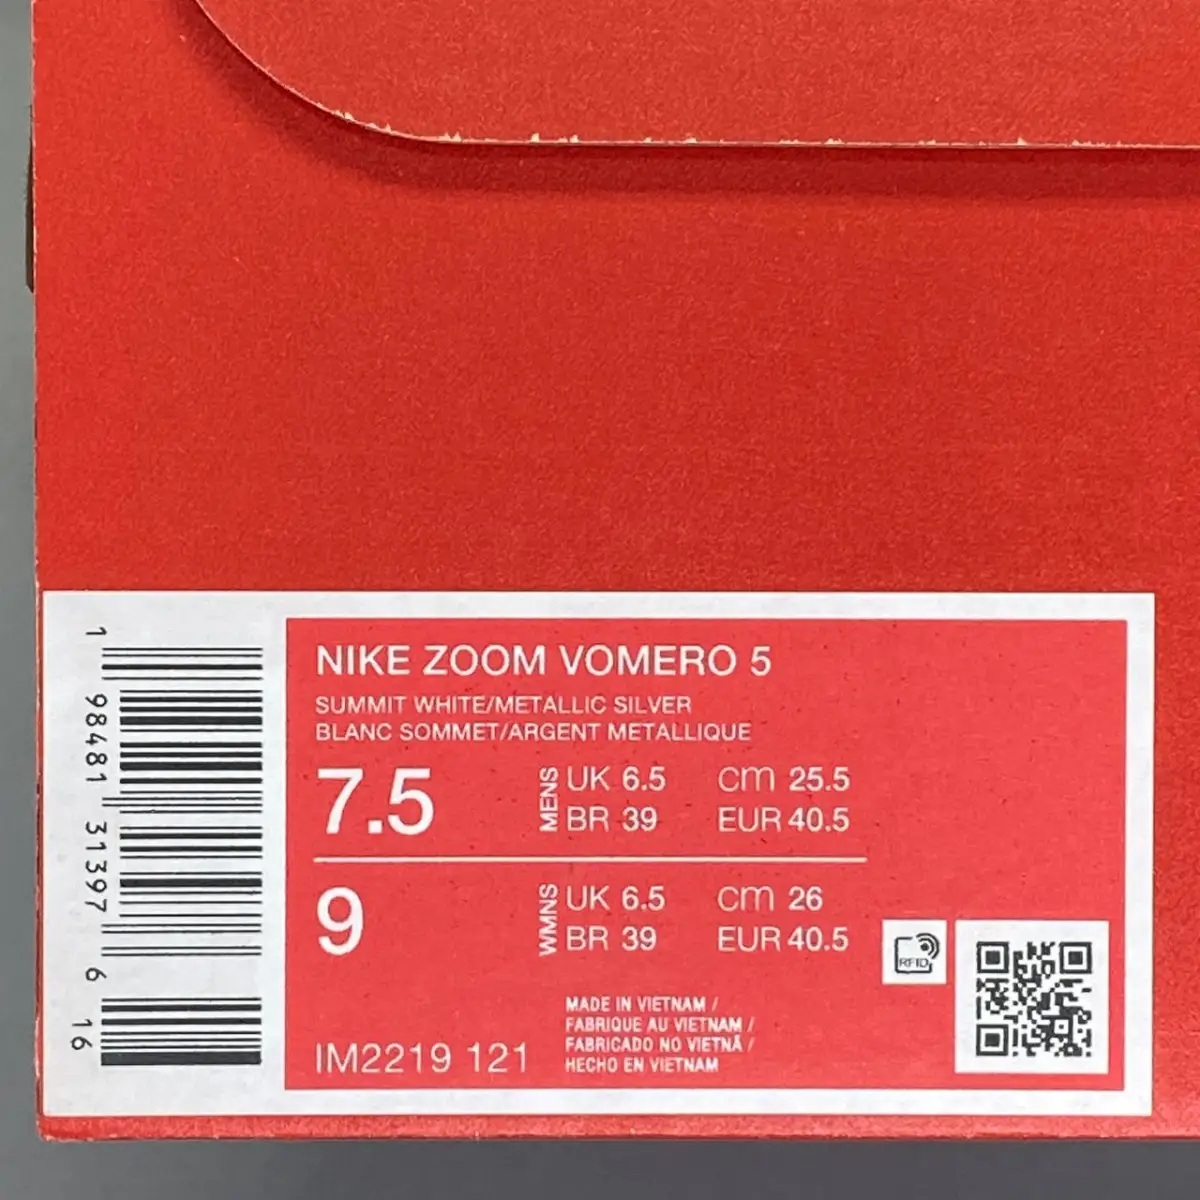 1 98481 31397 6 16
NIKE ZOOM VOMERO 5
SUMMIT WHITE/METALLIC SILVER
BLANC SOMMET/ARGENT METALLIQUE
7.5 MENS UK 6.5 cm 25.5
BR 39 EUR 40.5
9 WMNS UK 6.5 cm 26
BR 39 EUR 40.5
RFID
MADE IN VIETNAM /
FABRIQUE AU VIETNAM /
FABRICADO NO VIETNÃ /
HECHO EN VIETNAM
IM2219 121